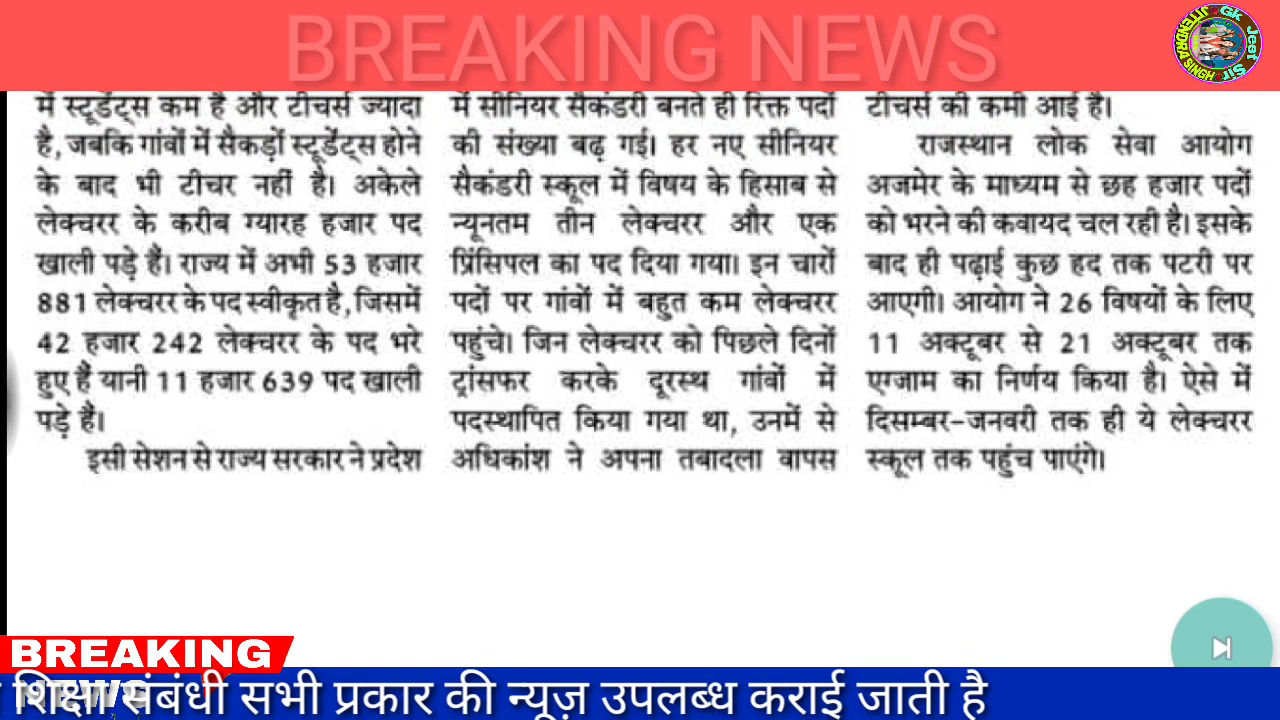 BREAKING NEWS
JITENDRA SINGH Gk Jeet Sir
में स्टूडेंट्स कम है और टीचर्स ज्यादा
है, जबकि गांवों में सैकड़ों स्टूडेंट्स होने
के बाद भी टीचर नहीं है। अकेले
लेक्चरर के करीब ग्यारह हजार पद
खाली पड़े हैं। राज्य में अभी 53 हजार
881 लेक्चरर के पद स्वीकृत है, जिसमें
42 हजार 242 लेक्चरर के पद भरे
हुए हैं यानी 11 हजार 639 पद खाली
पड़े हैं।
इसी सेशन से राज्य सरकार ने प्रदेश
में सीनियर सैकंडरी बनते ही रिक्त पदों
की संख्या बढ़ गई। हर नए सीनियर
सैकंडरी स्कूल में विषय के हिसाब से
न्यूनतम तीन लेक्चरर और एक
प्रिंसिपल का पद दिया गया। इन चारों
पदों पर गांवों में बहुत कम लेक्चरर
पहुंचे। जिन लेक्चरर को पिछले दिनों
ट्रांसफर करके दूरस्थ गांवों में
पदस्थापित किया गया था, उनमें से
अधिकांश ने अपना तबादला वापस
टीचर्स की कमी आई है।
राजस्थान लोक सेवा आयोग
अजमेर के माध्यम से छह हजार पदों
को भरने की कवायद चल रही है। इसके
बाद ही पढ़ाई कुछ हद तक पटरी पर
आएगी। आयोग ने 26 विषयों के लिए
11 अक्टूबर से 21 अक्टूबर तक
एग्जाम का निर्णय किया है। ऐसे में
दिसम्बर-जनवरी तक ही ये लेक्चरर
स्कूल तक पहुंच पाएंगे।
BREAKING
NEWS
शिक्षा संबंधी सभी प्रकार की न्यूज़ उपलब्ध कराई जाती है